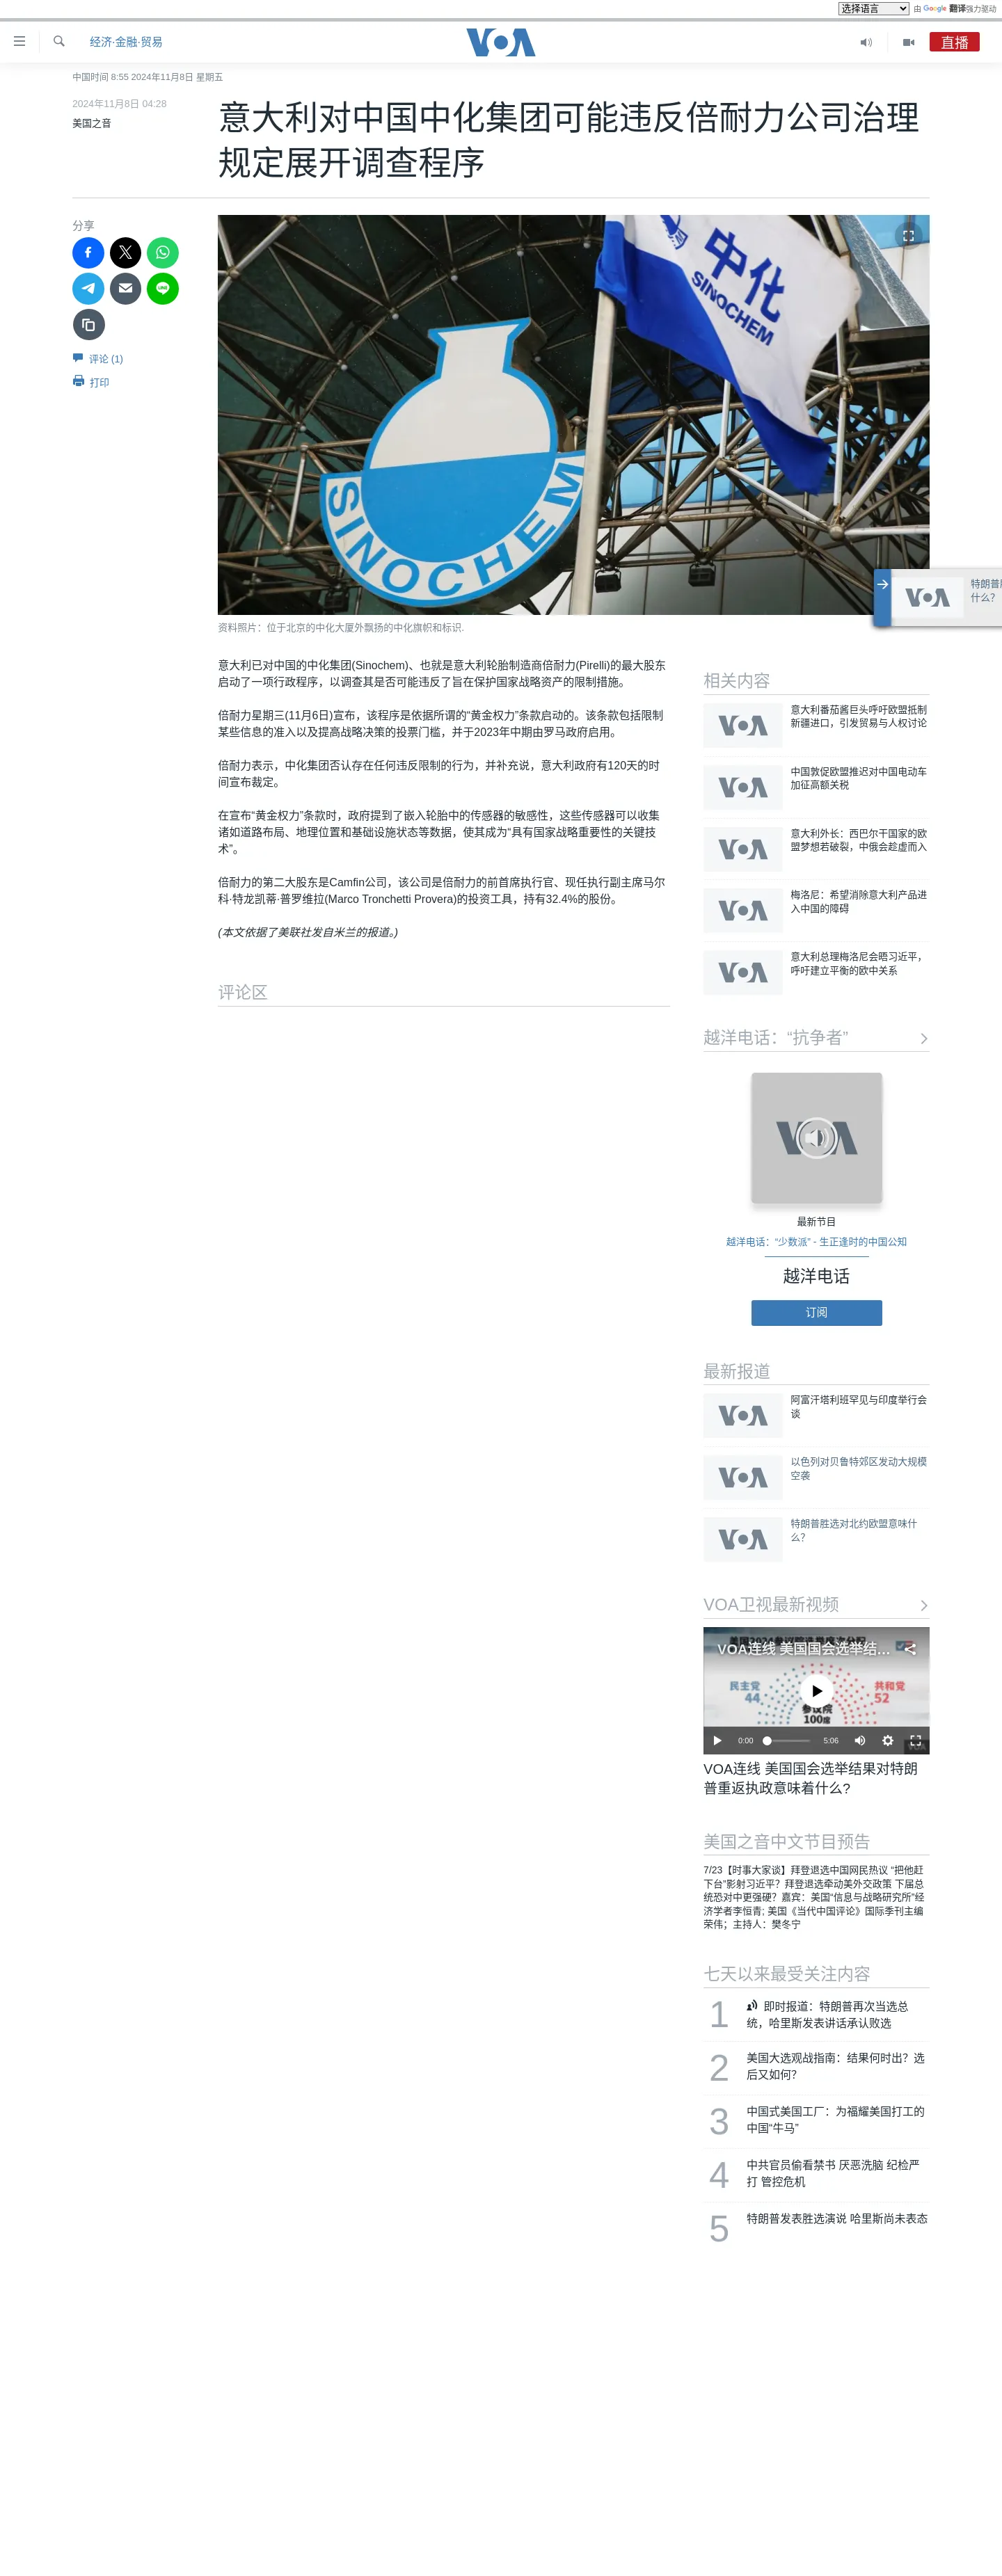 选择语言
由 Google 翻译强力驱动
经济·金融·贸易
VOA
直播
中国时间 8:55 2024年11月8日 星期五
2024年11月8日 04:28
美国之音
意大利对中国中化集团可能违反倍耐力公司治理
规定展开调查程序
分享
评论 (1)
打印
中化
SINOCHEM
SINOCHEM
资料照片：位于北京的中化大厦外飘扬的中化旗帜和标识.
VOA
什么?
意大利已对中国的中化集团(Sinochem)、也就是意大利轮胎制造商倍耐力(Pirelli)的最大股东
启动了一项行政程序，以调查其是否可能违反了旨在保护国家战略资产的限制措施。
倍耐力星期三(11月6日)宣布，该程序是依据所谓的“黄金权力”条款启动的。该条款包括限制
某些信息的准入以及提高战略决策的投票门槛，并于2023年中期由罗马政府启用。
倍耐力表示，中化集团否认存在任何违反限制的行为，并补充说，意大利政府有120天的时
间宣布裁定。
在宣布“黄金权力”条款时，政府提到了嵌入轮胎中的传感器的敏感性，这些传感器可以收集
诸如道路布局、地理位置和基础设施状态等数据，使其成为“具有国家战略重要性的关键技
术”。
倍耐力的第二大股东是Camfin公司，该公司是倍耐力的前首席执行官、现任执行副主席马尔
科·特龙凯蒂·普罗维拉(Marco Tronchetti Provera)的投资工具，持有32.4%的股份。
(本文依据了美联社发自米兰的报道。)
评论区
相关内容
VOA
意大利番茄酱巨头呼吁欧盟抵制
新疆进口，引发贸易与人权讨论
VOA
中国敦促欧盟推迟对中国电动车
加征高额关税
VOA
意大利外长：西巴尔干国家的欧
盟梦想若破裂，中俄会趁虚而入
VOA
梅洛尼：希望消除意大利产品进
入中国的障碍
VOA
意大利总理梅洛尼会晤习近平，
呼吁建立平衡的欧中关系
越洋电话：“抗争者”
VOA
最新节目
越洋电话：“少数派” - 生正逢时的中国公知
越洋电话
订阅
最新报道
VOA
阿富汗塔利班罕见与印度举行会
谈
VOA
以色列对贝鲁特郊区发动大规模
空袭
VOA
特朗普胜选对北约欧盟意味什
么？
VOA卫视最新视频
VOA连线 美国国会选举结...
民主党
44
共和党
52
参议院
100席
0:00
5:06
VOA连线 美国国会选举结果对特朗
普重返执政意味着什么?
美国之音中文节目预告
7/23【时事大家谈】拜登退选中国网民热议 “把他赶
下台”影射习近平？拜登退选牵动美外交政策 下届总
统恐对中更强硬？嘉宾：美国“信息与战略研究所”经
济学者李恒青; 美国《当代中国评论》国际季刊主编
荣伟；主持人：樊冬宁
七天以来最受关注内容
1
即时报道：特朗普再次当选总
统，哈里斯发表讲话承认败选
2
美国大选观战指南：结果何时出？选
后又如何？
3
中国式美国工厂：为福耀美国打工的
中国“牛马”
4
中共官员偷看禁书 厌恶洗脑 纪检严
打 管控危机
5
特朗普发表胜选演说 哈里斯尚未表态